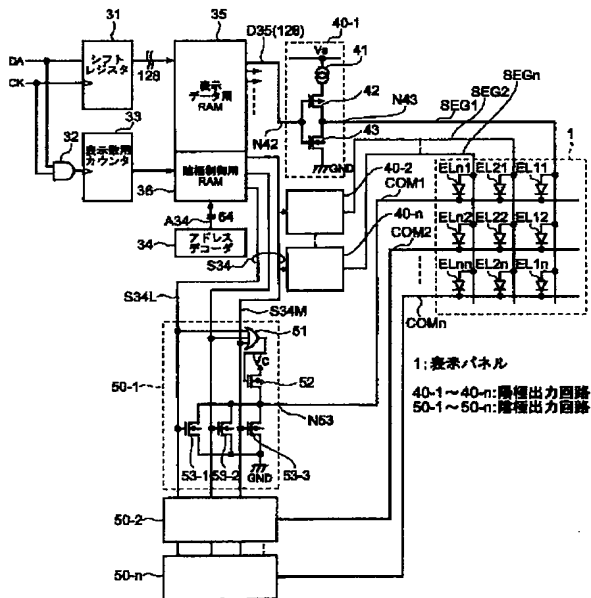 31
35
D35(128)
40-1
DA
CK
シフト
レジスタ
128
33
32
表示数用
カウンタ
表示
データ用
RAM
陰極制御用
RAM
36
A34
64
34
アドレス
デコーダ
S34
Vs
41
42
43
N42
N43
GND
SEG1
SEG2
SEGn
1
40-2
40-n
COM1
COM2
COMn
ELn1
EL21
EL11
ELn2
EL22
EL12
ELnn
EL2n
EL1n
S34L
S34M
51
Vc
52
50-1
N53
53-1
53-2
53-3
GND
50-2
50-n
1:表示パネル
40-1～40-n:陽極出力回路
50-1～50-n:陰極出力回路